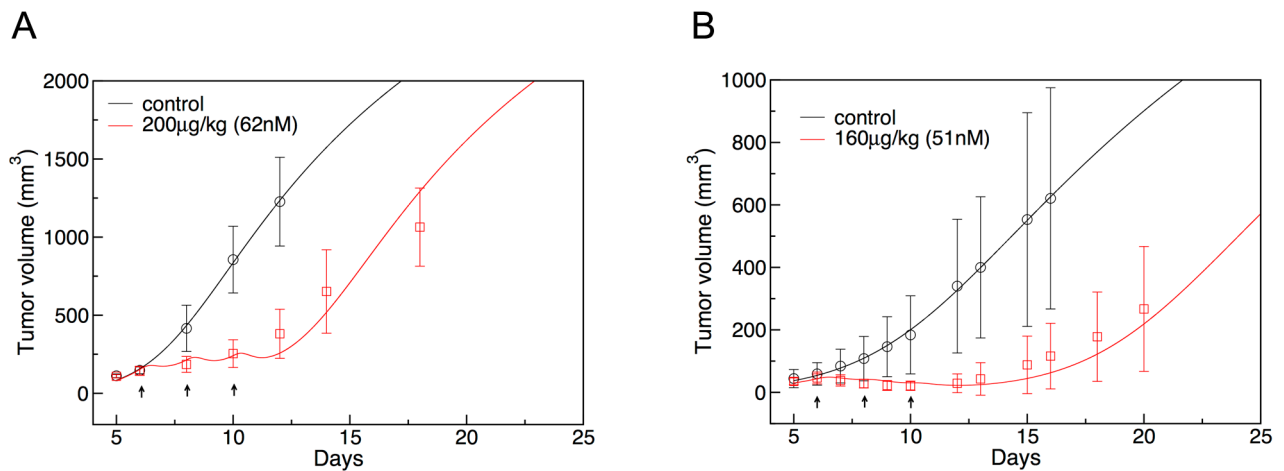 A
2000
1500
1000
500
0
Tumor volume (mm³)
control
200μg/kg (62nM)
5
10
15
20
25
Days
B
1000
800
600
400
200
0
Tumor volume (mm³)
control
160μg/kg (51nM)
5
10
15
20
25
Days